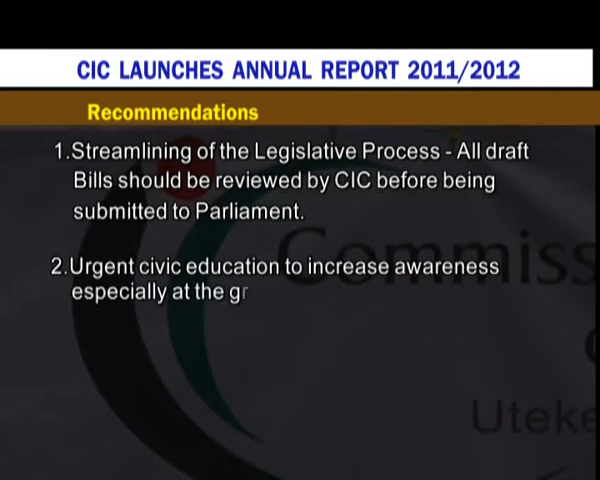 CIC LAUNCHES ANNUAL REPORT 2011/2012
Recommendations
1.Streamlining of the Legislative Process - All draft
Bills should be reviewed by CIC before being
submitted to Parliament.
2.Urgent civic education to increase awareness
especially at the gr
Commiss
Uteke